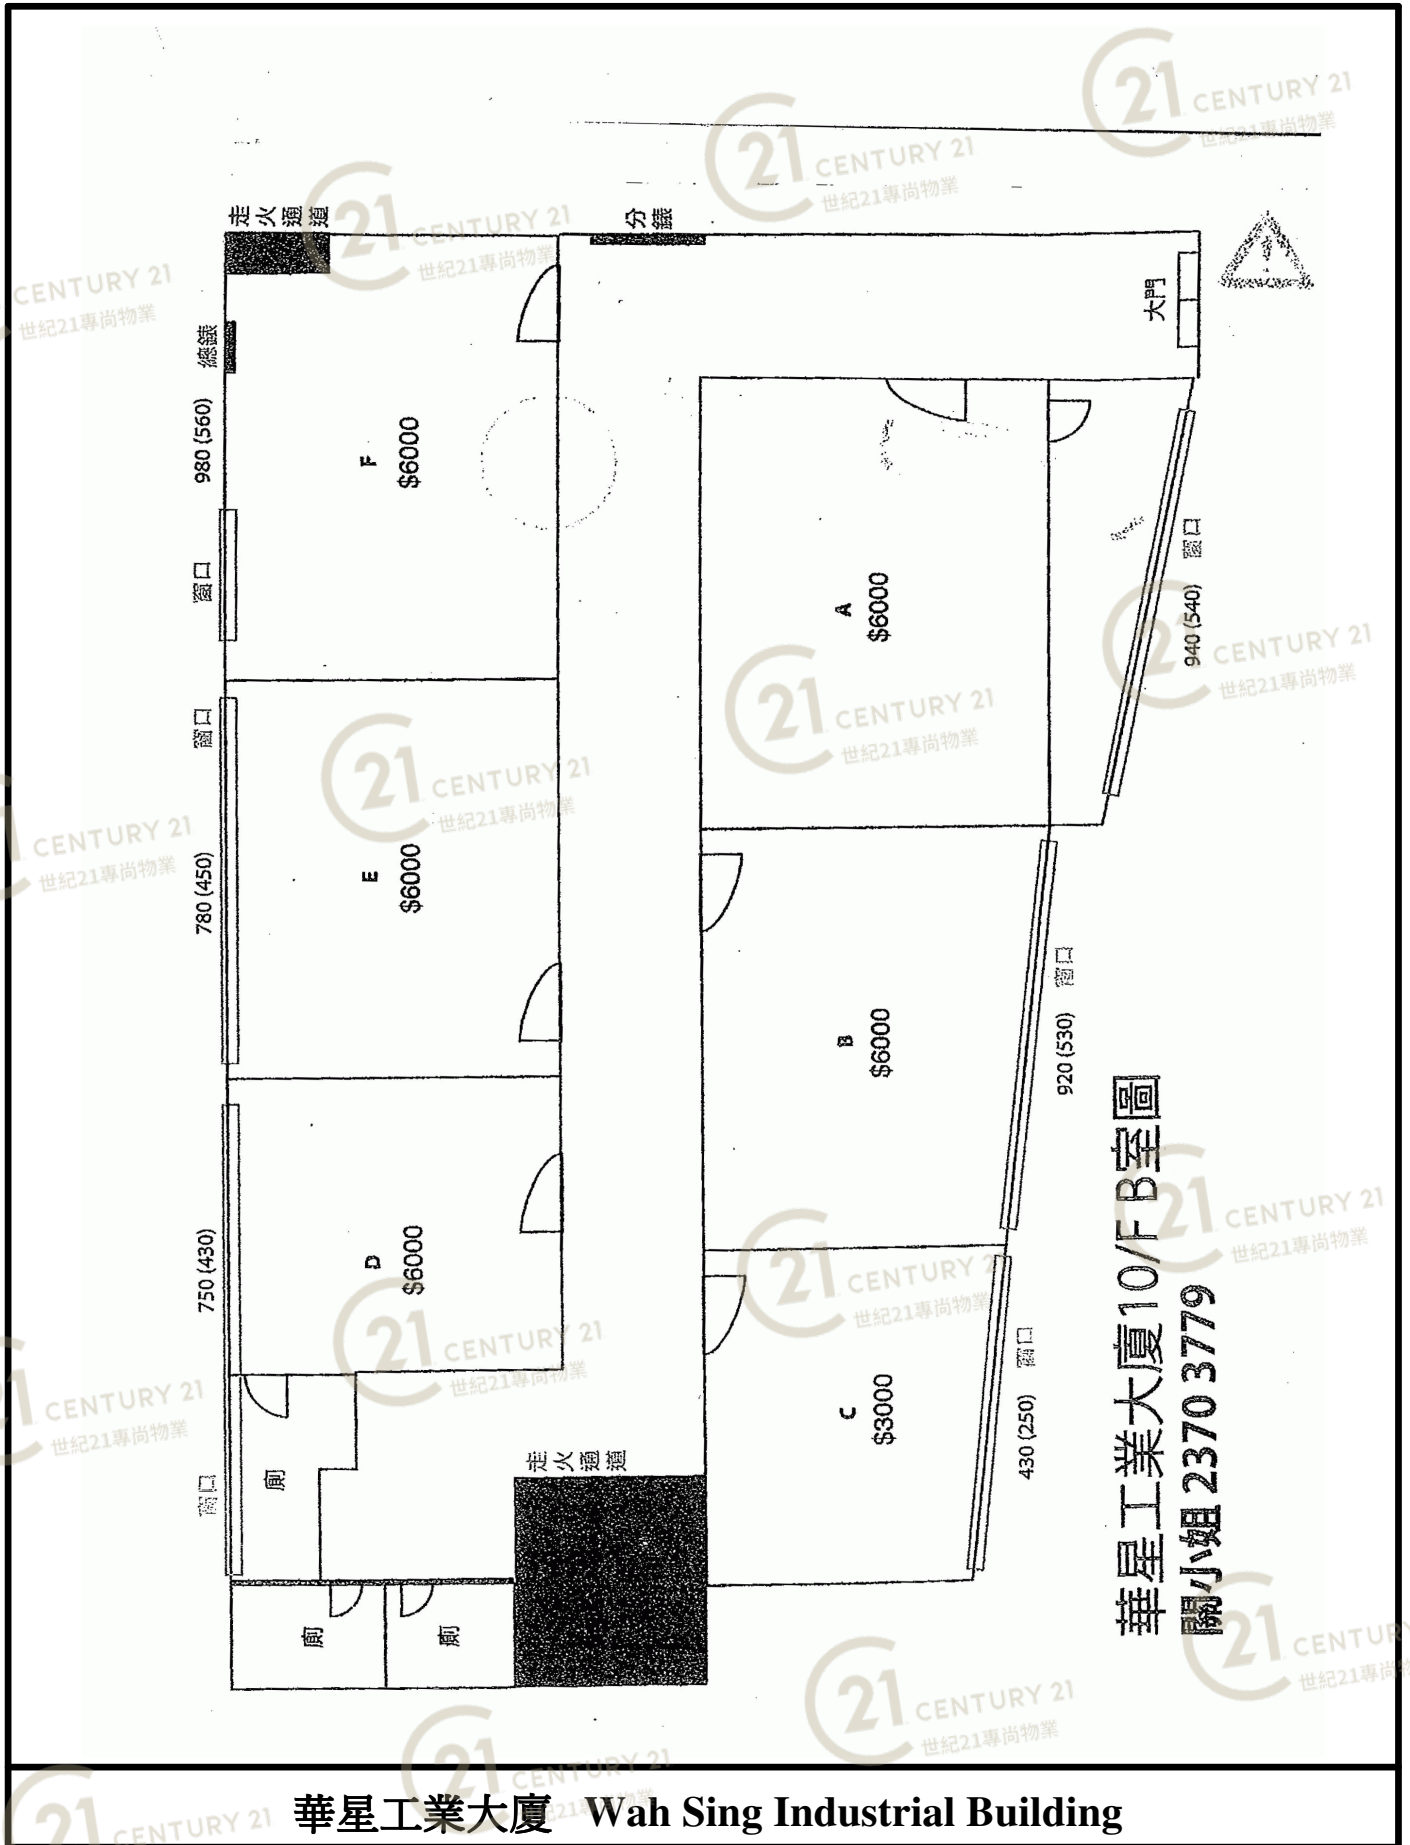 走火通道
分錶
大門
總錶
980 (560)
F
$6000
窗口
A
$6000
940 (540) 窗口
窗口
780 (450)
E
$6000
B
$6000
920 (530) 窗口
750 (430)
D
$6000
窗口
廁
走火通道
C
$3000
430 (250) 窗口
廁
廁
華星工業大廈10/F B室圖
關小姐 2370 3779
華星工業大廈 Wah Sing Industrial Building
21 CENTURY 21
世紀21專尚物業